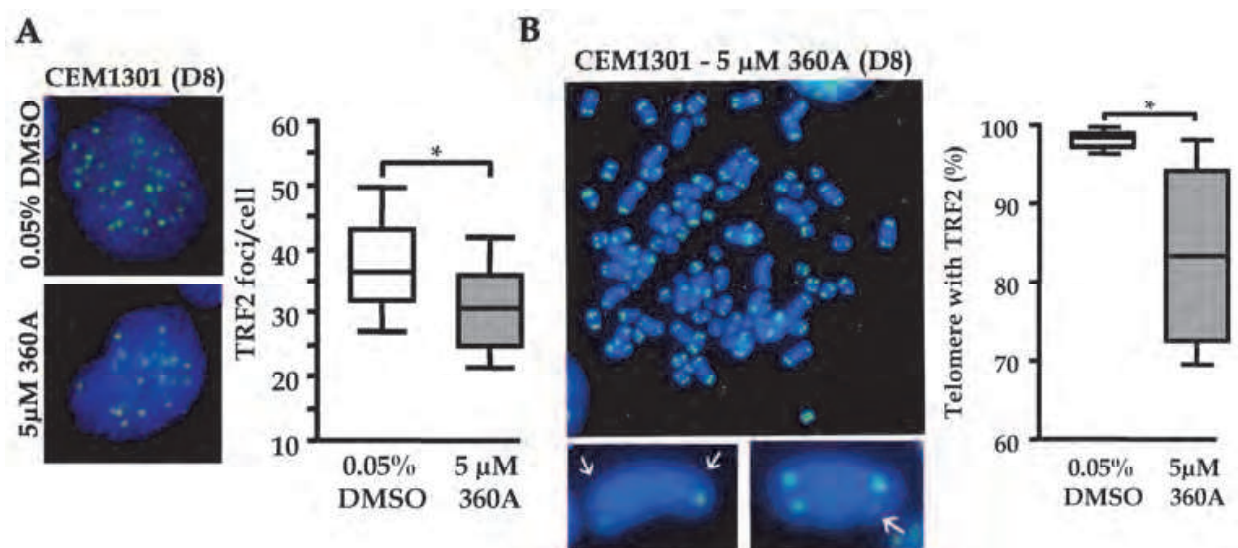 A
CEM1301 (D8)
0.05% DMSO
5µM 360A
TRF2 foci/cell
60
50
40
30
20
10
*
0.05%
DMSO
5 µM
360A
B
CEM1301 - 5 µM 360A (D8)
Telomere with TRF2 (%)
100
90
80
70
60
*
0.05%
DMSO
5µM
360A